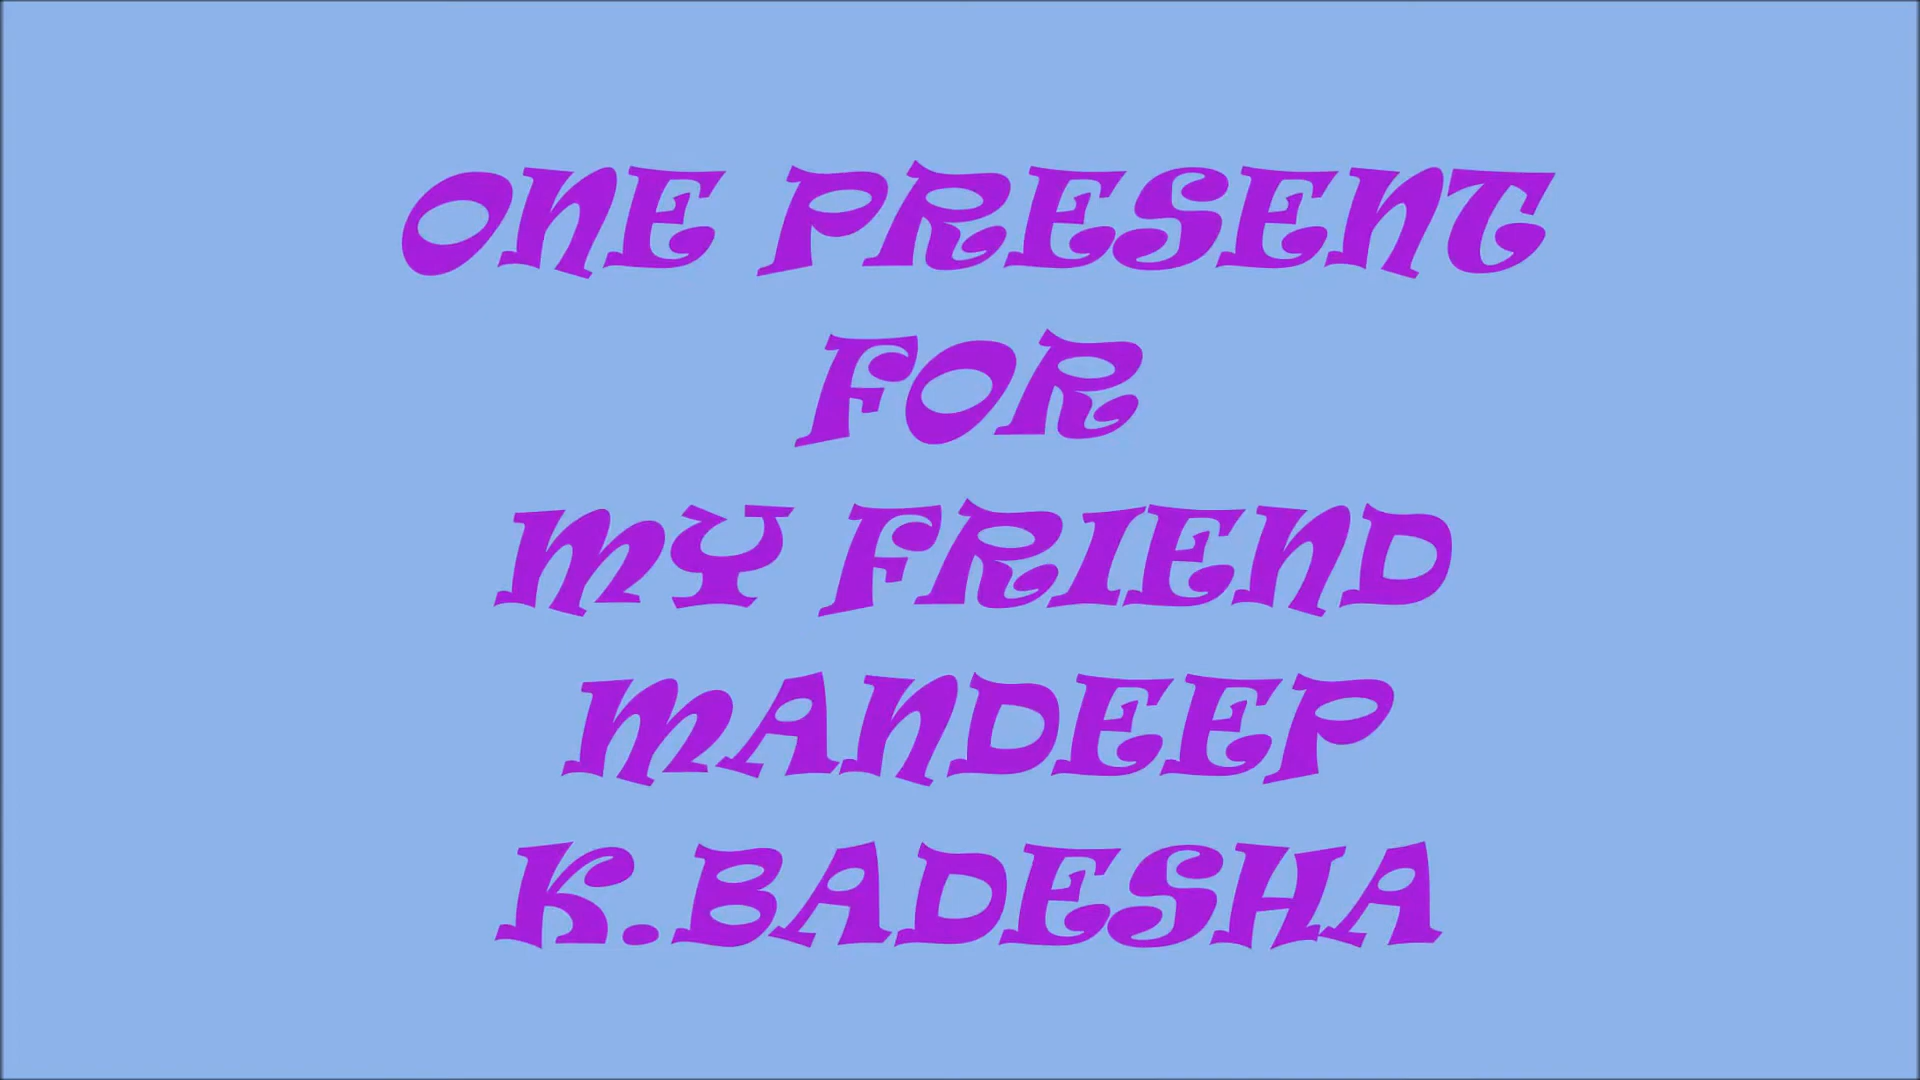 ONE PRESENT
FOR
MY FRIEND
MANDEEP
K.BADESHA